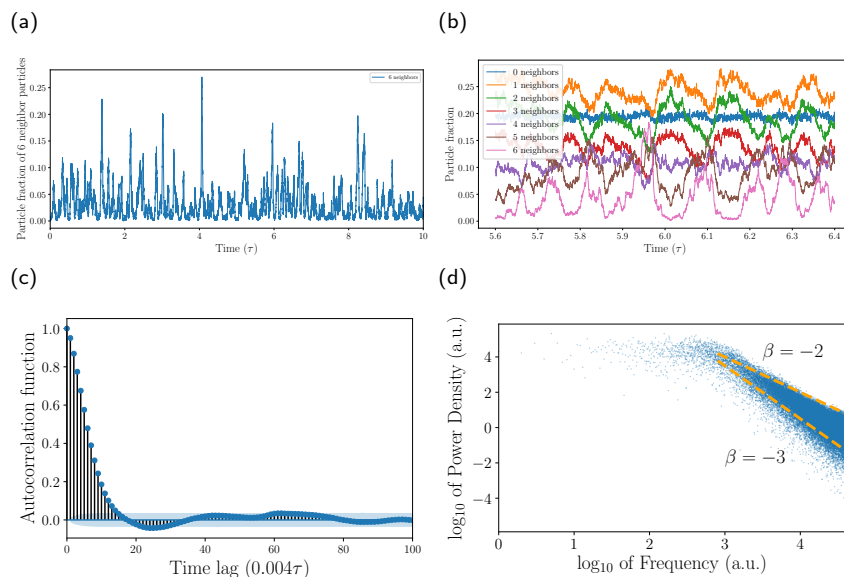 (a)
Particle fraction of 6 neighbor particles
0.25
0.20
0.15
0.10
0.05
0.00
6 neighbors
0 2 4 6 8 10
Time (τ)
(b)
Particle fraction
0.25
0.20
0.15
0.10
0.05
0.00
0 neighbors
1 neighbors
2 neighbors
3 neighbors
4 neighbors
5 neighbors
6 neighbors
5.6 5.7 5.8 5.9 6.0 6.1 6.2 6.3 6.4
Time (τ)
(c)
Autocorrelation function
1.0
0.8
0.6
0.4
0.2
0.0
0 20 40 60 80 100
Time lag (0.004τ)
(d)
log₁₀ of Power Density (a.u.)
4
2
0
−2
−4
β = −2
β = −3
0 1 2 3 4
log₁₀ of Frequency (a.u.)